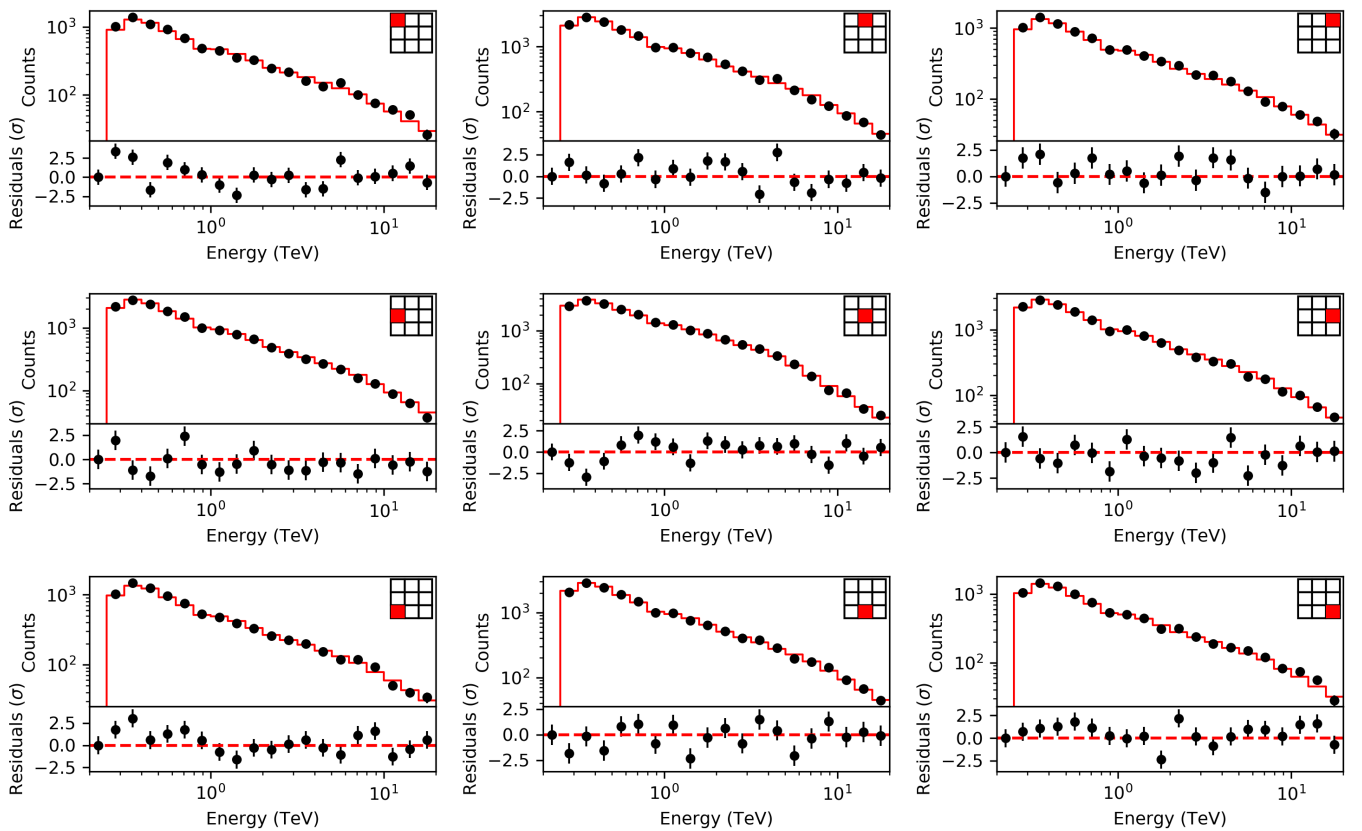 10³
10²
Counts
2.5
0.0
−2.5
Residuals (σ)
10⁰
10¹
Energy (TeV)
10³
10²
Counts
2.5
0.0
−2.5
Residuals (σ)
10⁰
10¹
Energy (TeV)
10³
10²
Counts
2.5
0.0
−2.5
Residuals (σ)
10⁰
10¹
Energy (TeV)
10³
10²
Counts
2.5
0.0
−2.5
Residuals (σ)
10⁰
10¹
Energy (TeV)
10³
10²
Counts
2.5
0.0
−2.5
Residuals (σ)
10⁰
10¹
Energy (TeV)
10³
10²
Counts
2.5
0.0
−2.5
Residuals (σ)
10⁰
10¹
Energy (TeV)
10³
10²
Counts
2.5
0.0
−2.5
Residuals (σ)
10⁰
10¹
Energy (TeV)
10³
10²
Counts
2.5
0.0
−2.5
Residuals (σ)
10⁰
10¹
Energy (TeV)
10³
10²
Counts
2.5
0.0
−2.5
Residuals (σ)
10⁰
10¹
Energy (TeV)